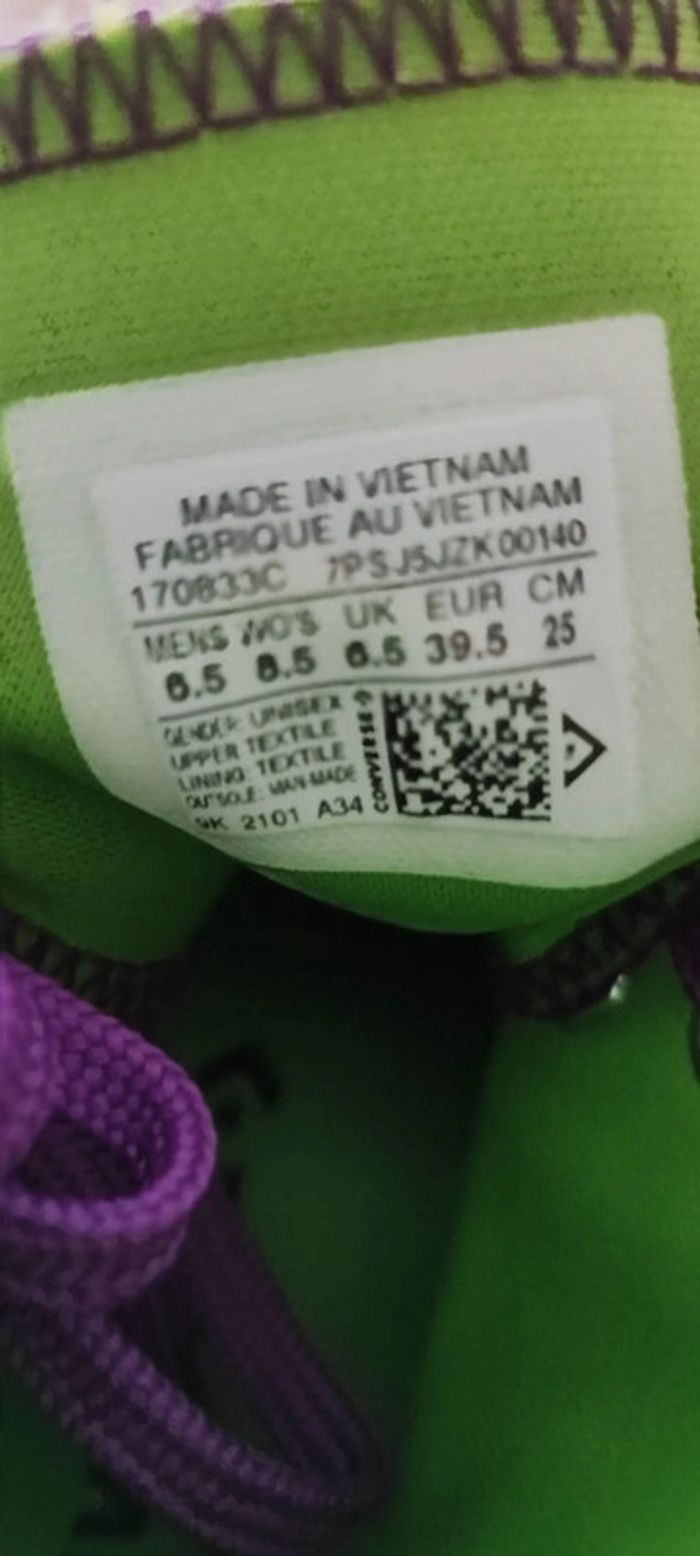 MADE IN VIETNAM
FABRIQUE AU VIETNAM
170833C 7PSJ5JZK00140
MENS WO'S UK EUR CM
6.5 8.5 6.5 39.5 25
GENDER: UNISEX
UPPER TEXTILE
LINING: TEXTILE
OUTSOLE: MAN-MADE
2101 A34
CONVERSE